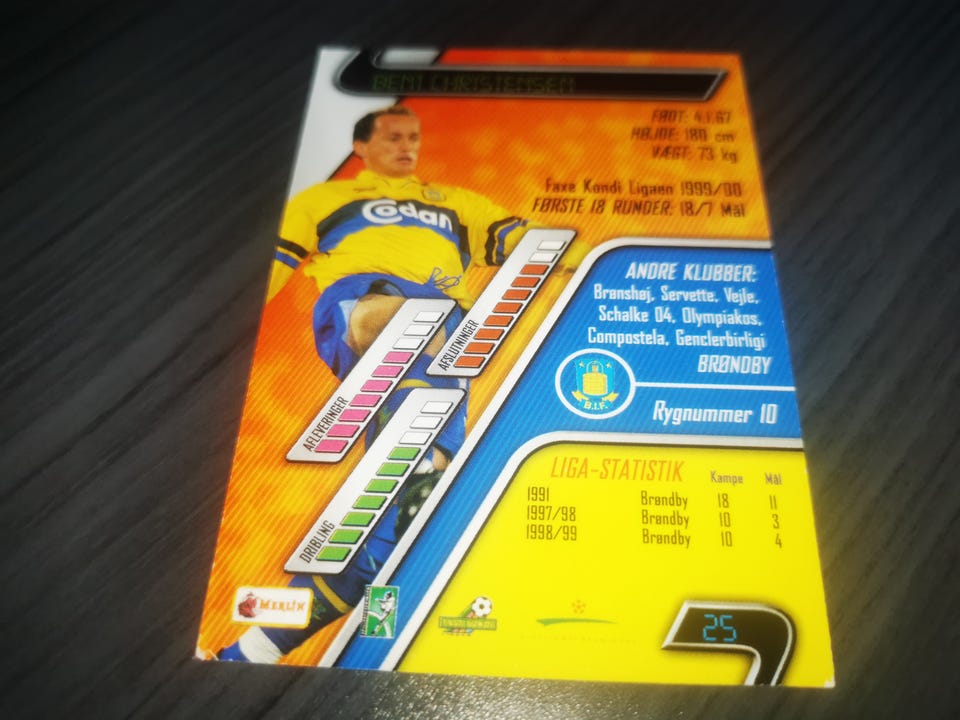 BENT CHRISTENSEN
FØDT: 4.1.67
HØJDE: 180 cm
VÆGT: 73 kg
Faxe Kondi Ligaen 1999/00
FØRSTE 18 RUNDER: 18/7 Mål
Codan
ANDRE KLUBBER:
Brønshøj, Servette, Vejle,
Schalke 04, Olympiakos,
Compostela, Genclerbirligi
BRØNDBY
B.I.F.
Rygnummer 10
AFSLUTNINGER
AFLEVERINGER
DRIBLING
LIGA-STATISTIK Kampe Mål
1991 Brøndby 18 11
1997/98 Brøndby 10 3
1998/99 Brøndby 10 4
MERLIN
25